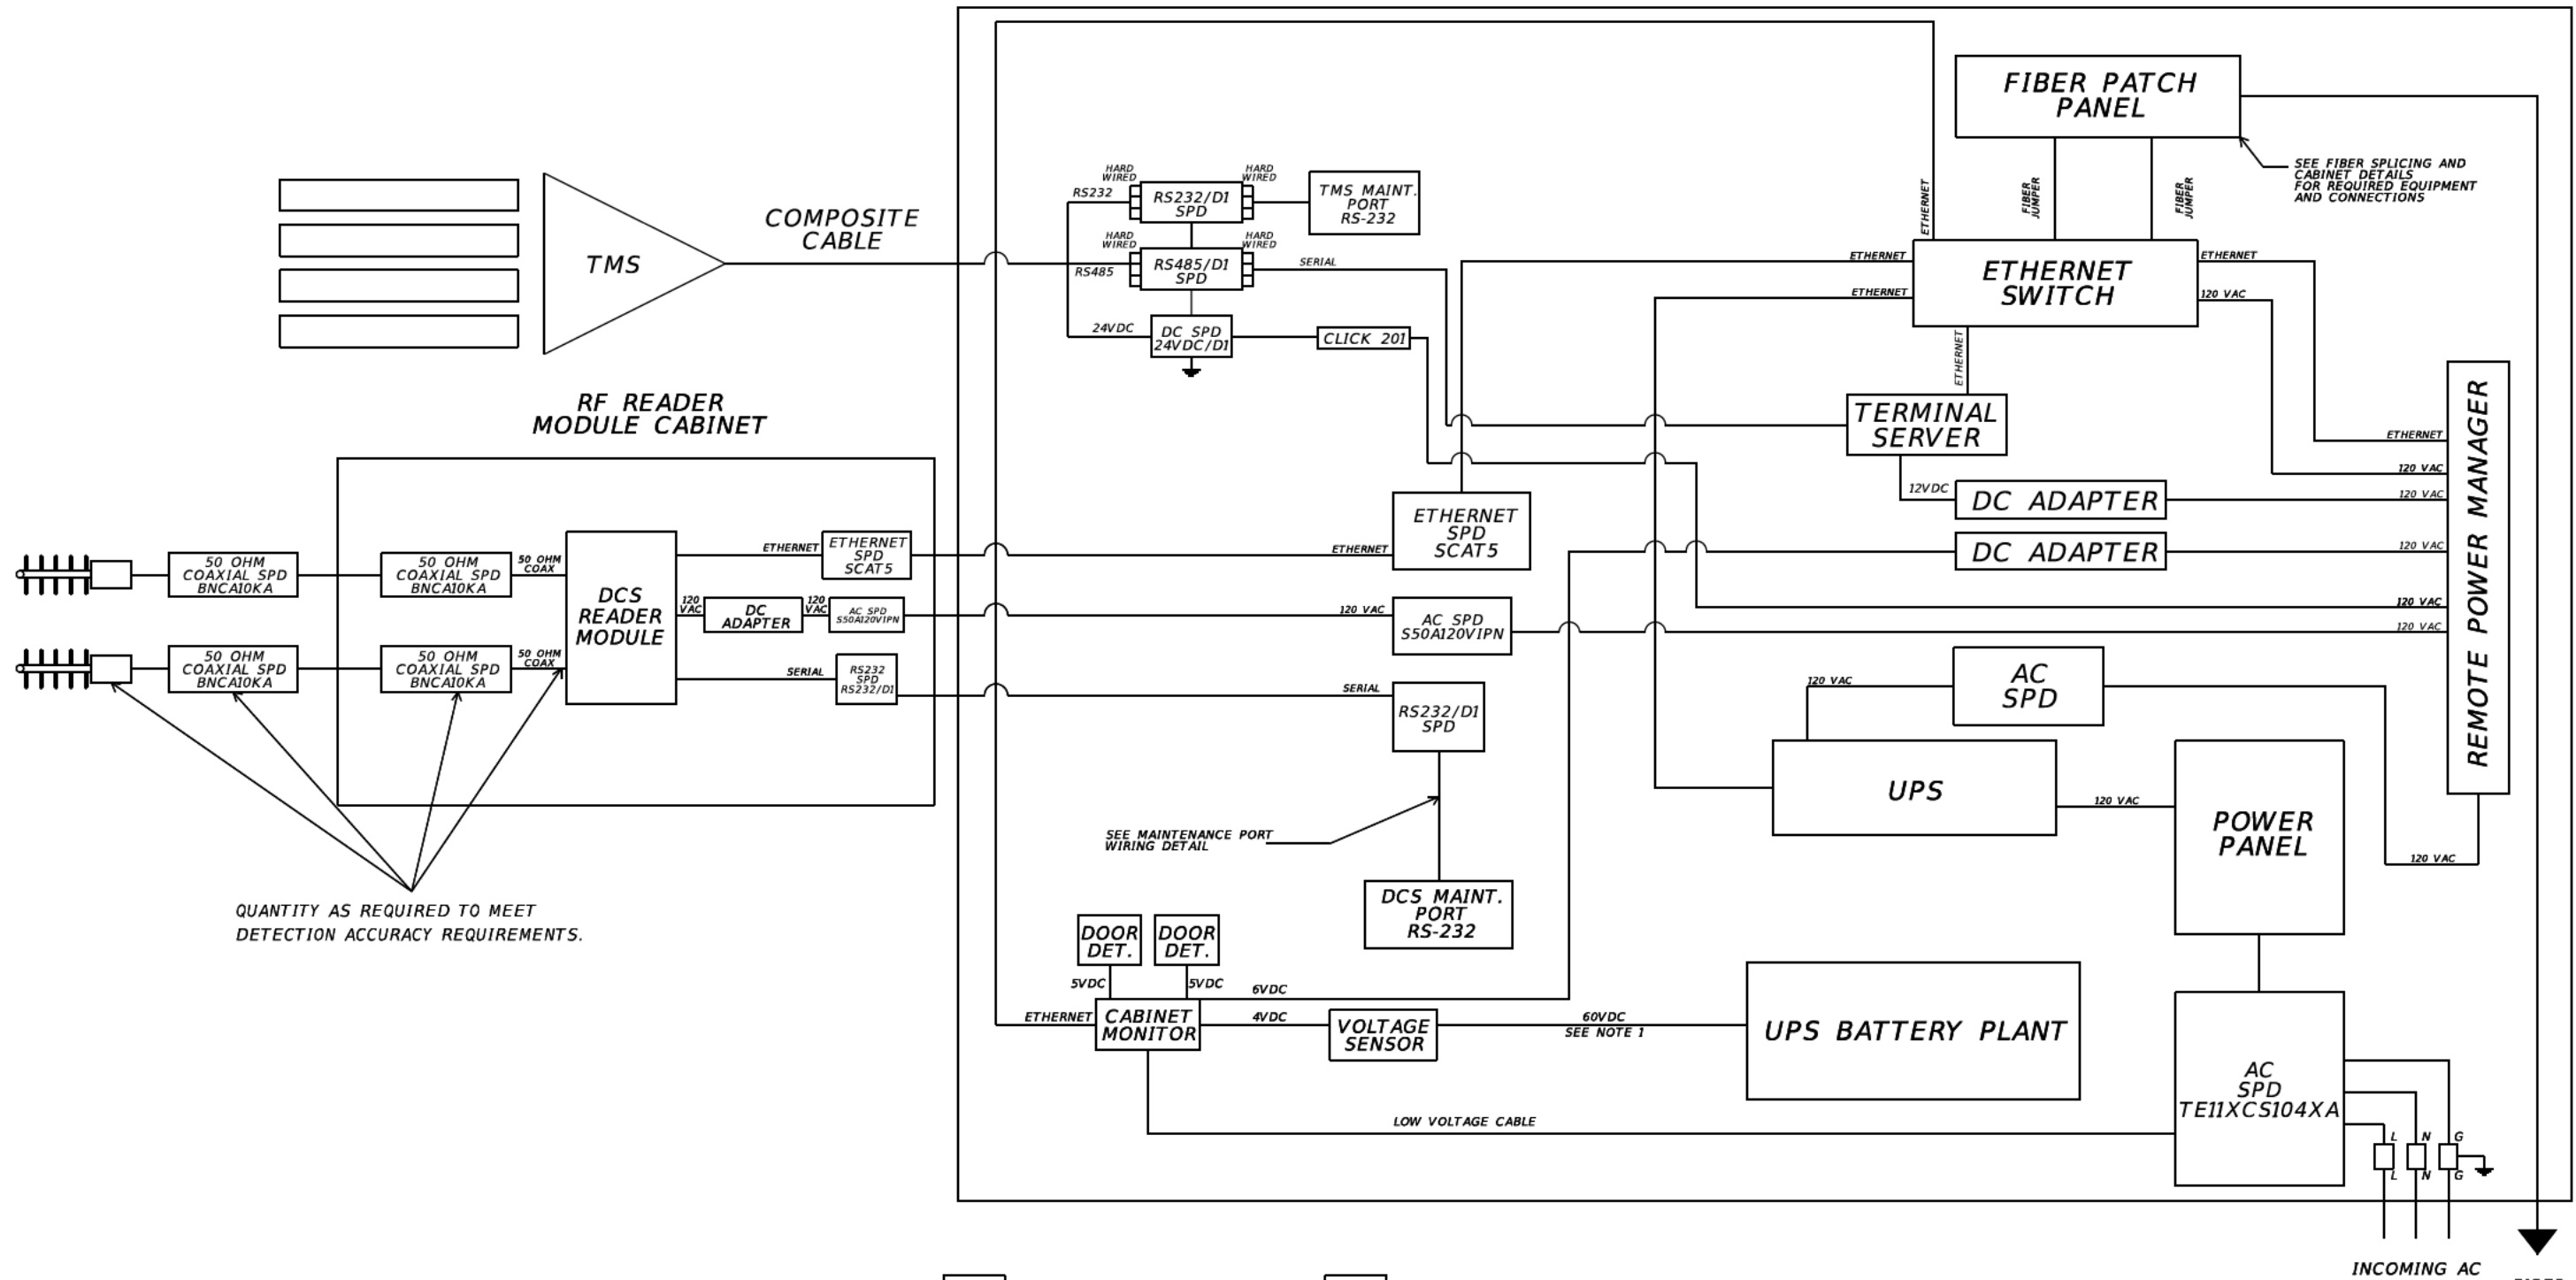 FIBER PATCH
PANEL
SEE FIBER SPLICING AND
CABINET DETAILS
FOR REQUIRED EQUIPMENT
AND CONNECTIONS
ETHERNET
FIBER
JUMPER
FIBER
JUMPER
HARD
WIRED
HARD
WIRED
RS232
RS232/D1
SPD
TMS MAINT.
PORT
RS-232
COMPOSITE
CABLE
TMS
HARD
WIRED
HARD
WIRED
RS485
RS485/D1
SPD
SERIAL
ETHERNET
ETHERNET
ETHERNET
SWITCH
ETHERNET
120 VAC
24VDC
DC SPD
24VDC/D1
CLICK 201
ETHERNET
RF READER
MODULE CABINET
TERMINAL
SERVER
REMOTE POWER MANAGER
ETHERNET
120 VAC
12VDC
DC ADAPTER
120 VAC
DC ADAPTER
120 VAC
120 VAC
120 VAC
50 OHM
COAXIAL SPD
BNCA10KA
50 OHM
COAXIAL SPD
BNCA10KA
50 OHM
COAX
DCS
READER
MODULE
ETHERNET
ETHERNET
SPD
SCAT5
ETHERNET
ETHERNET
SPD
SCAT5
120
VAC
DC
ADAPTER
120
VAC
AC SPD
S50A120V1PN
120 VAC
AC SPD
S50A120V1PN
50 OHM
COAXIAL SPD
BNCA10KA
50 OHM
COAXIAL SPD
BNCA10KA
50 OHM
COAX
SERIAL
RS232
SPD
RS232/D1
SERIAL
RS232/D1
SPD
120 VAC
AC
SPD
UPS
120 VAC
POWER
PANEL
120 VAC
SEE MAINTENANCE PORT
WIRING DETAIL
QUANTITY AS REQUIRED TO MEET
DETECTION ACCURACY REQUIREMENTS.
DCS MAINT.
PORT
RS-232
DOOR
DET.
DOOR
DET.
5VDC
5VDC
6VDC
ETHERNET
CABINET
MONITOR
4VDC
VOLTAGE
SENSOR
60VDC
SEE NOTE 1
UPS BATTERY PLANT
AC
SPD
TE11XCS104XA
LOW VOLTAGE CABLE
L
N
G
L
N
G
INCOMING AC